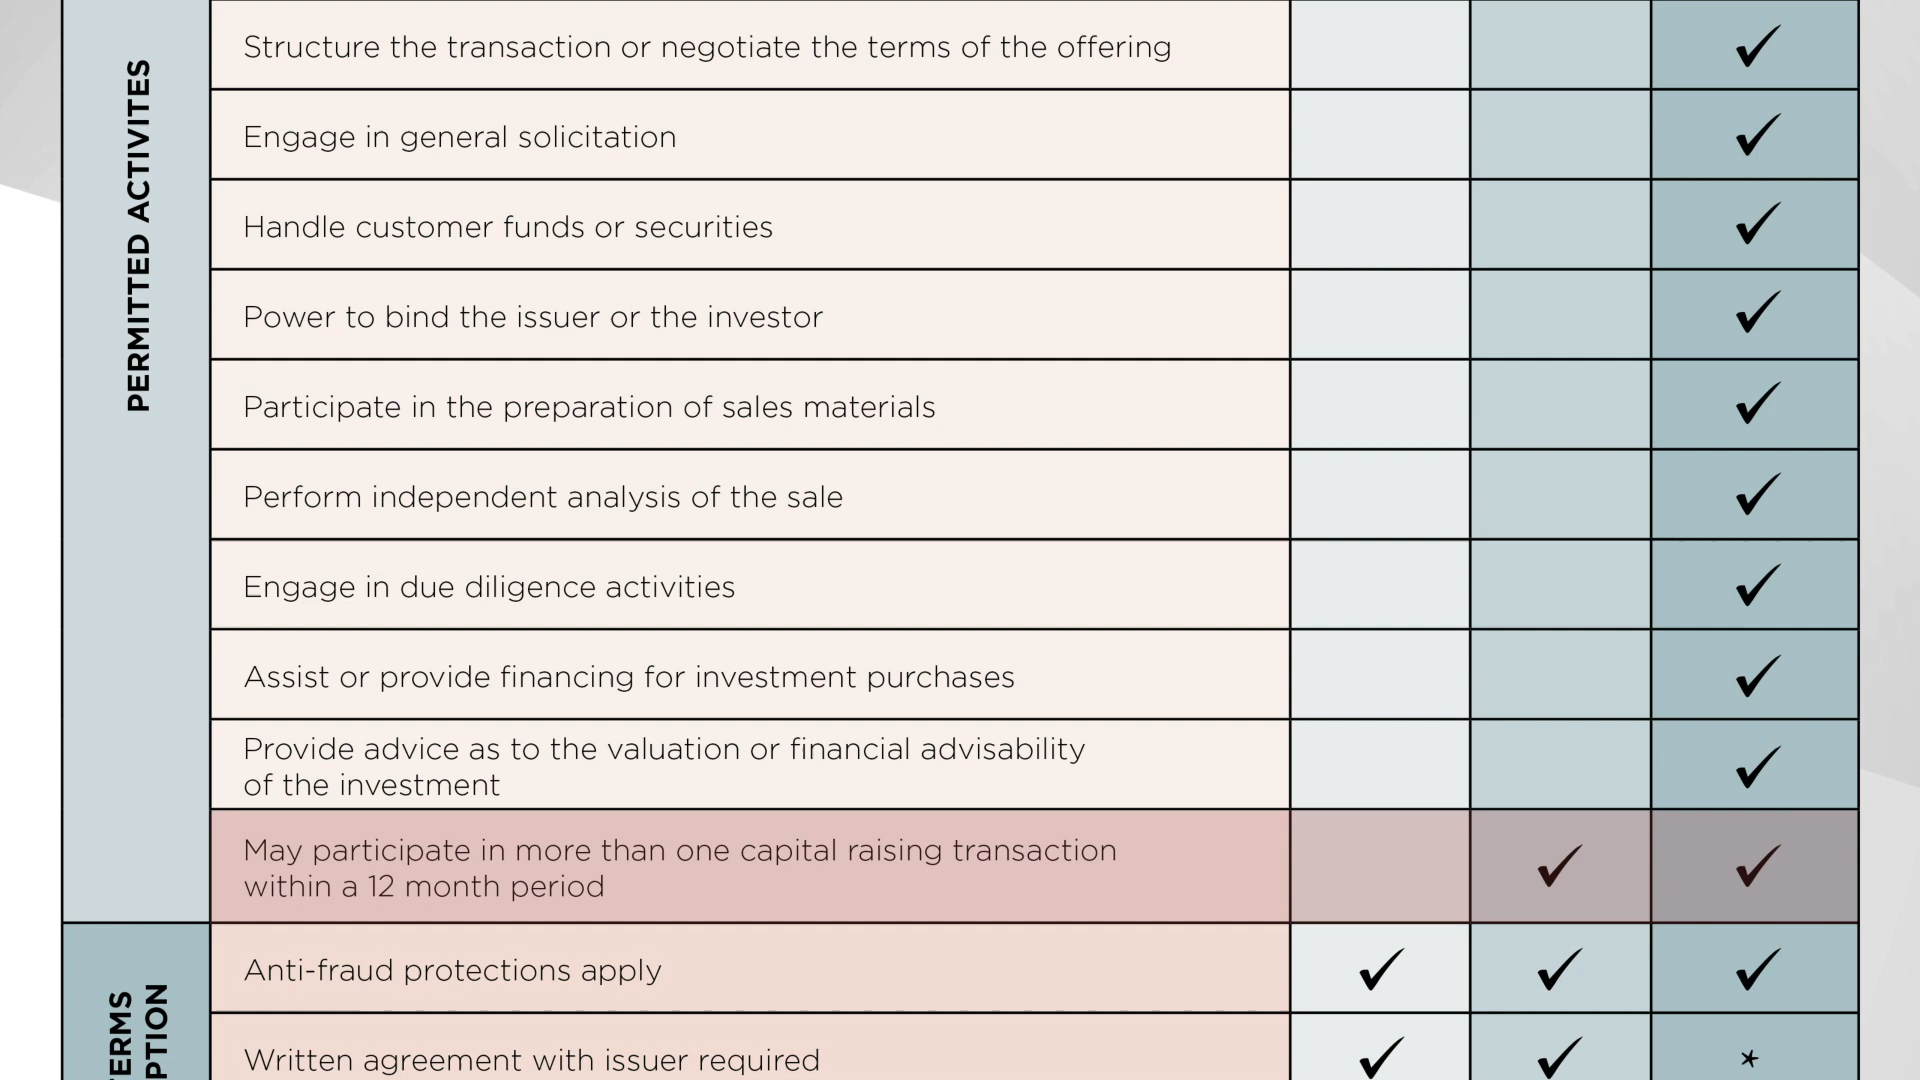 PERMITTED ACTIVITES
Structure the transaction or negotiate the terms of the offering
Engage in general solicitation
Handle customer funds or securities
Power to bind the issuer or the investor
Participate in the preparation of sales materials
Perform independent analysis of the sale
Engage in due diligence activities
Assist or provide financing for investment purchases
Provide advice as to the valuation or financial advisability
of the investment
May participate in more than one capital raising transaction
within a 12 month period
Anti-fraud protections apply
Written agreement with issuer required
*